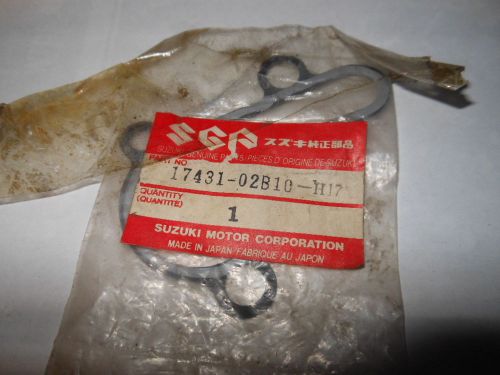 SGP スズキ純正部品
SUZUKI GENUINE PARTS/PIECES D'ORIGINE DE SUZUKI
PART NO
17431-02B10-H17
QUANTITY
(QUANTITÉ)
1
SUZUKI MOTOR CORPORATION
MADE IN JAPAN/FABRIQUE AU JAPON